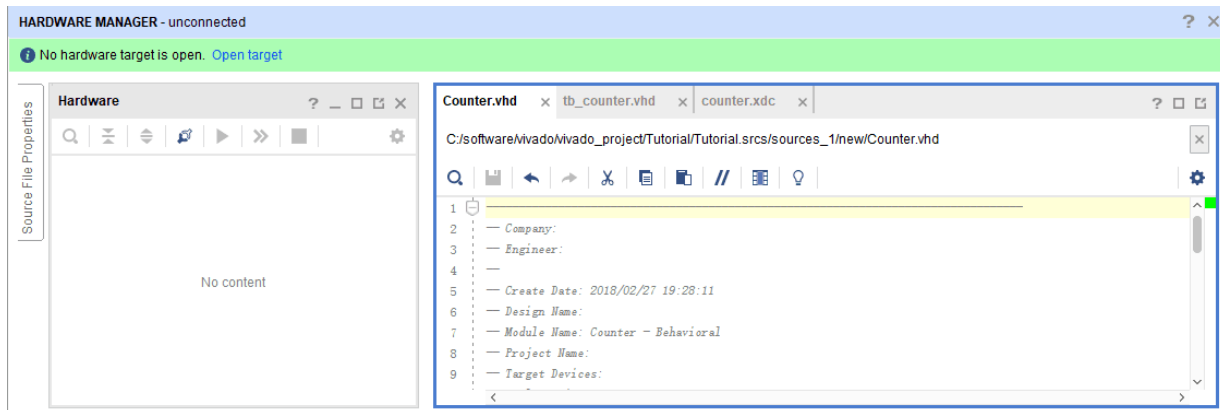 HARDWARE MANAGER - unconnected
No hardware target is open. Open target
Source File Properties
Hardware
No content
Counter.vhd tb_counter.vhd counter.xdc
C:/software/vivado/vivado_project/Tutorial/Tutorial.srcs/sources_1/new/Counter.vhd
1 --------------------------------------------------------------------------------
2 -- Company:
3 -- Engineer:
4 --
5 -- Create Date: 2018/02/27 19:28:11
6 -- Design Name:
7 -- Module Name: Counter - Behavioral
8 -- Project Name:
9 -- Target Devices: